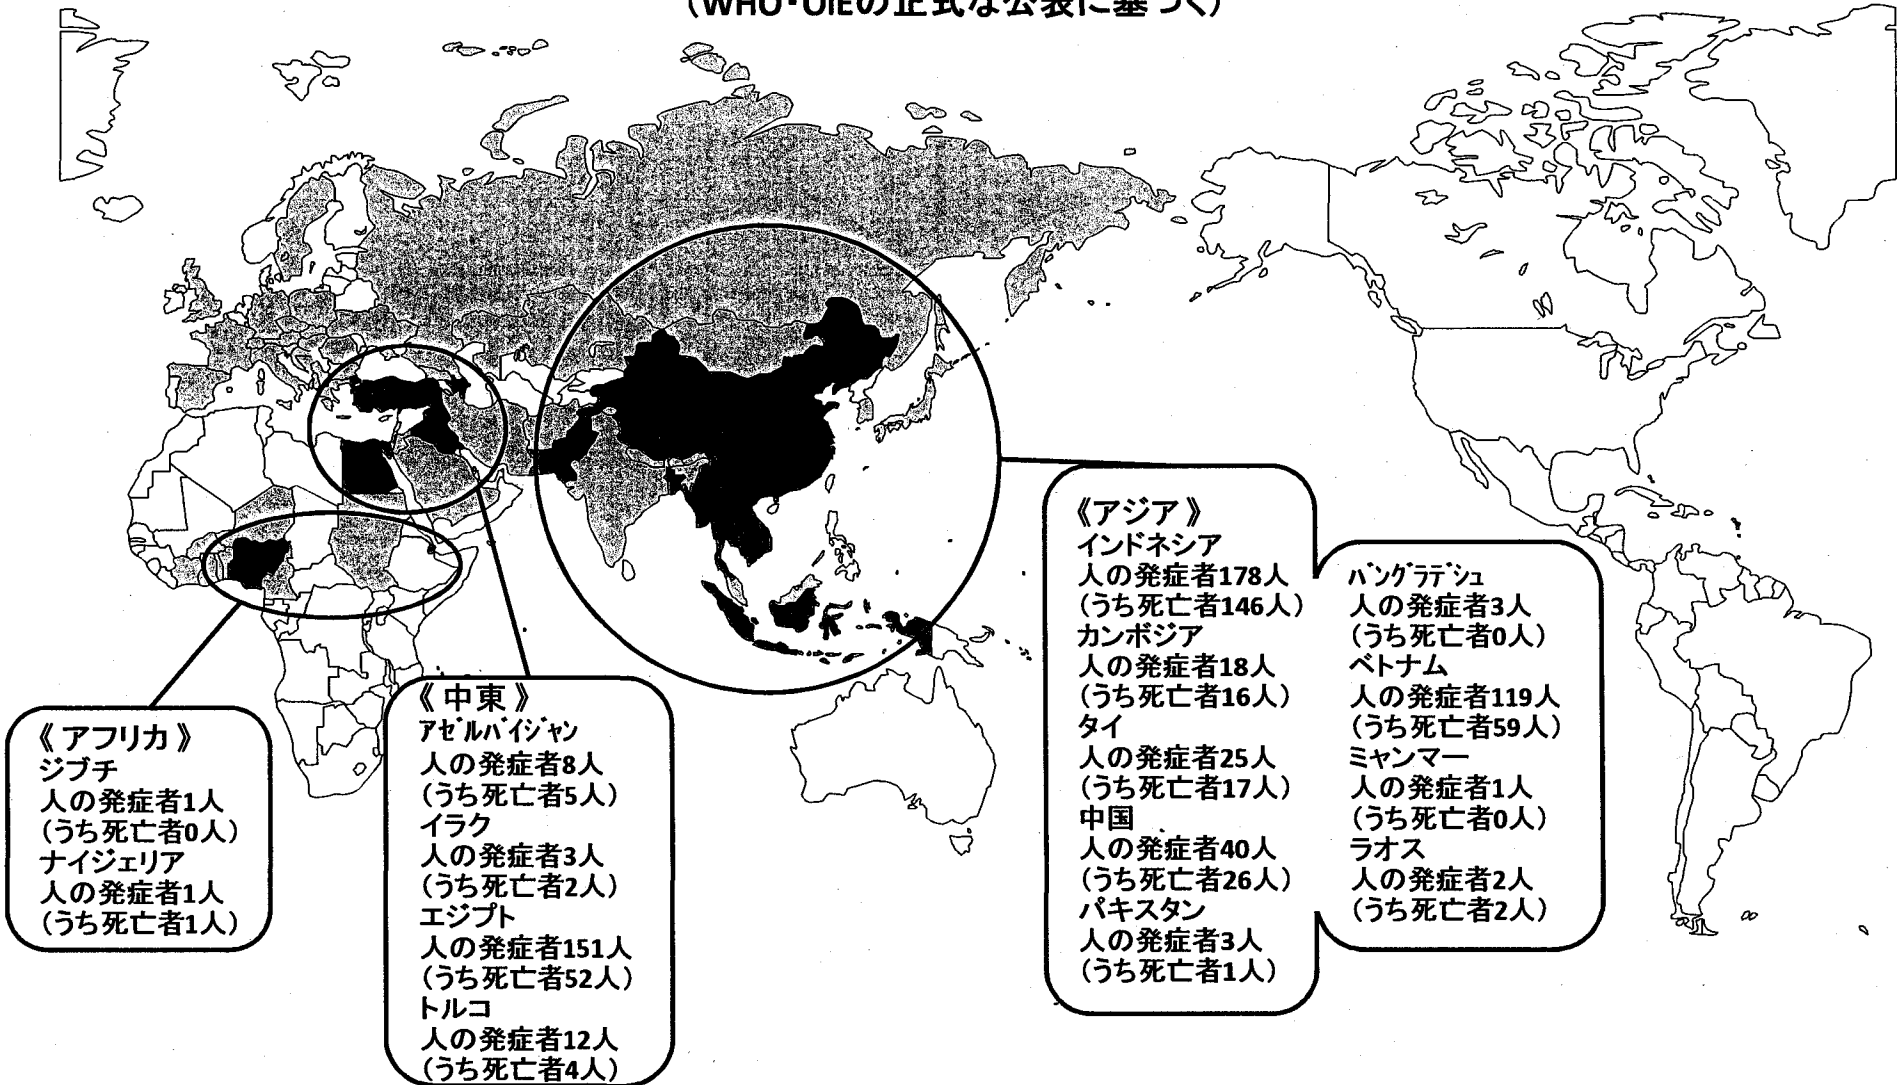 (WHO・OIEの正式な公表に基づく)
《アフリカ》
ジブチ
人の発症者1人
(うち死亡者0人)
ナイジェリア
人の発症者1人
(うち死亡者1人)
《中東》
アゼルバイジャン
人の発症者8人
(うち死亡者5人)
イラク
人の発症者3人
(うち死亡者2人)
エジプト
人の発症者151人
(うち死亡者52人)
トルコ
人の発症者12人
(うち死亡者4人)
《アジア》
インドネシア
人の発症者178人
(うち死亡者146人)
カンボジア
人の発症者18人
(うち死亡者16人)
タイ
人の発症者25人
(うち死亡者17人)
中国
人の発症者40人
(うち死亡者26人)
パキスタン
人の発症者3人
(うち死亡者1人)
バングラデシュ
人の発症者3人
(うち死亡者0人)
ベトナム
人の発症者119人
(うち死亡者59人)
ミャンマー
人の発症者1人
(うち死亡者0人)
ラオス
人の発症者2人
(うち死亡者2人)